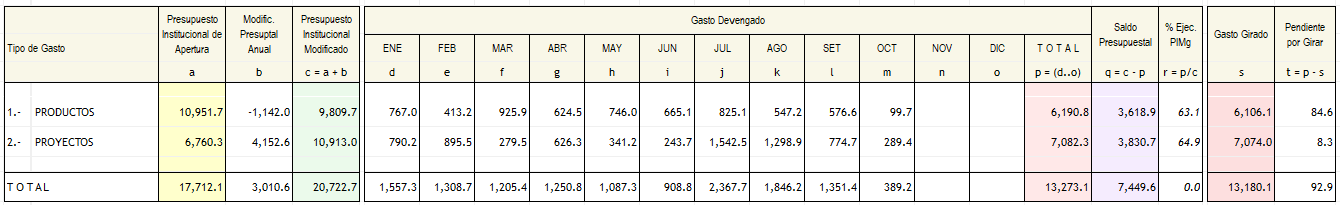 Presupuesto Modific. Presupuesto Gasto Devengado
Institucional de Presuptal Institucional Saldo % Ejec. Gasto Girado Pendiente
Tipo de Gasto Apertura Anual Modificado ENE FEB MAR ABR MAY JUN JUL AGO SET OCT NOV DIC T O T A L Presupuestal PIMg por Girar
a b c = a + b d e f g h i j k l m n o p = (d..o) q = c - p r = p/c s t = p - s
1.- PRODUCTOS 10,951.7 -1,142.0 9,809.7 767.0 413.2 925.9 624.5 746.0 665.1 825.1 547.2 576.6 99.7 6,190.8 3,618.9 63.1 6,106.1 84.6
2.- PROYECTOS 6,760.3 4,152.6 10,913.0 790.2 895.5 279.5 626.3 341.2 243.7 1,542.5 1,298.9 774.7 289.4 7,082.3 3,830.7 64.9 7,074.0 8.3
T O T A L 17,712.1 3,010.6 20,722.7 1,557.3 1,308.7 1,205.4 1,250.8 1,087.3 908.8 2,367.7 1,846.2 1,351.4 389.2 13,273.1 7,449.6 0.0 13,180.1 92.9